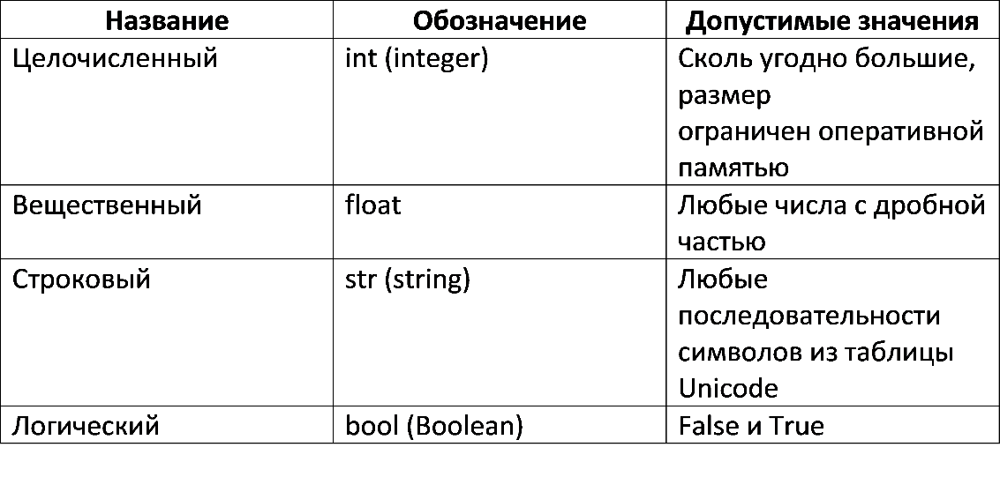 Название Обозначение Допустимые значения
Целочисленный int (integer) Сколь угодно большие,
размер
ограничен оперативной
памятью
Вещественный float Любые числа с дробной
частью
Строковый str (string) Любые
последовательности
символов из таблицы
Unicode
Логический bool (Boolean) False и True